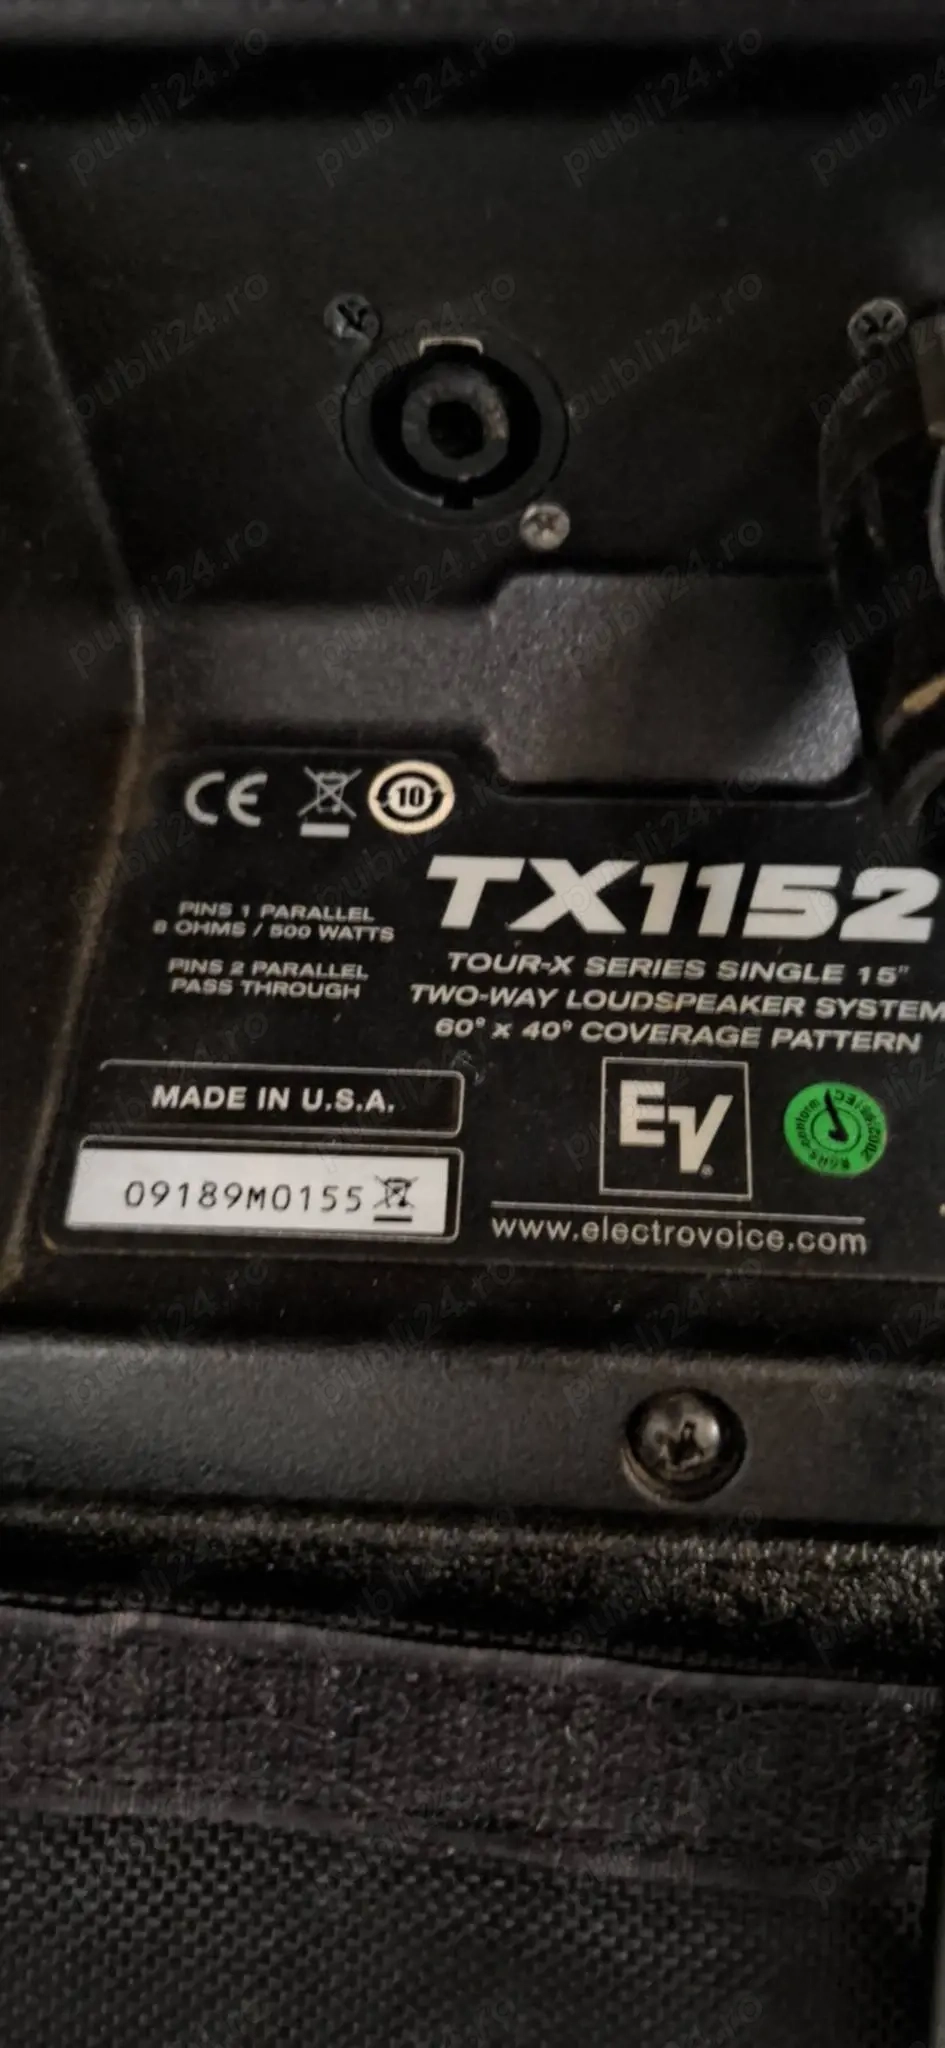 CE
10
TX1152
PINS 1 PARALLEL
8 OHMS / 500 WATTS
PINS 2 PARALLEL
PASS THROUGH
TOUR-X SERIES SINGLE 15"
TWO-WAY LOUDSPEAKER SYSTEM
60° x 40° COVERAGE PATTERN
MADE IN U.S.A.
09189M0155
EV
www.electrovoice.com
publi24.ro